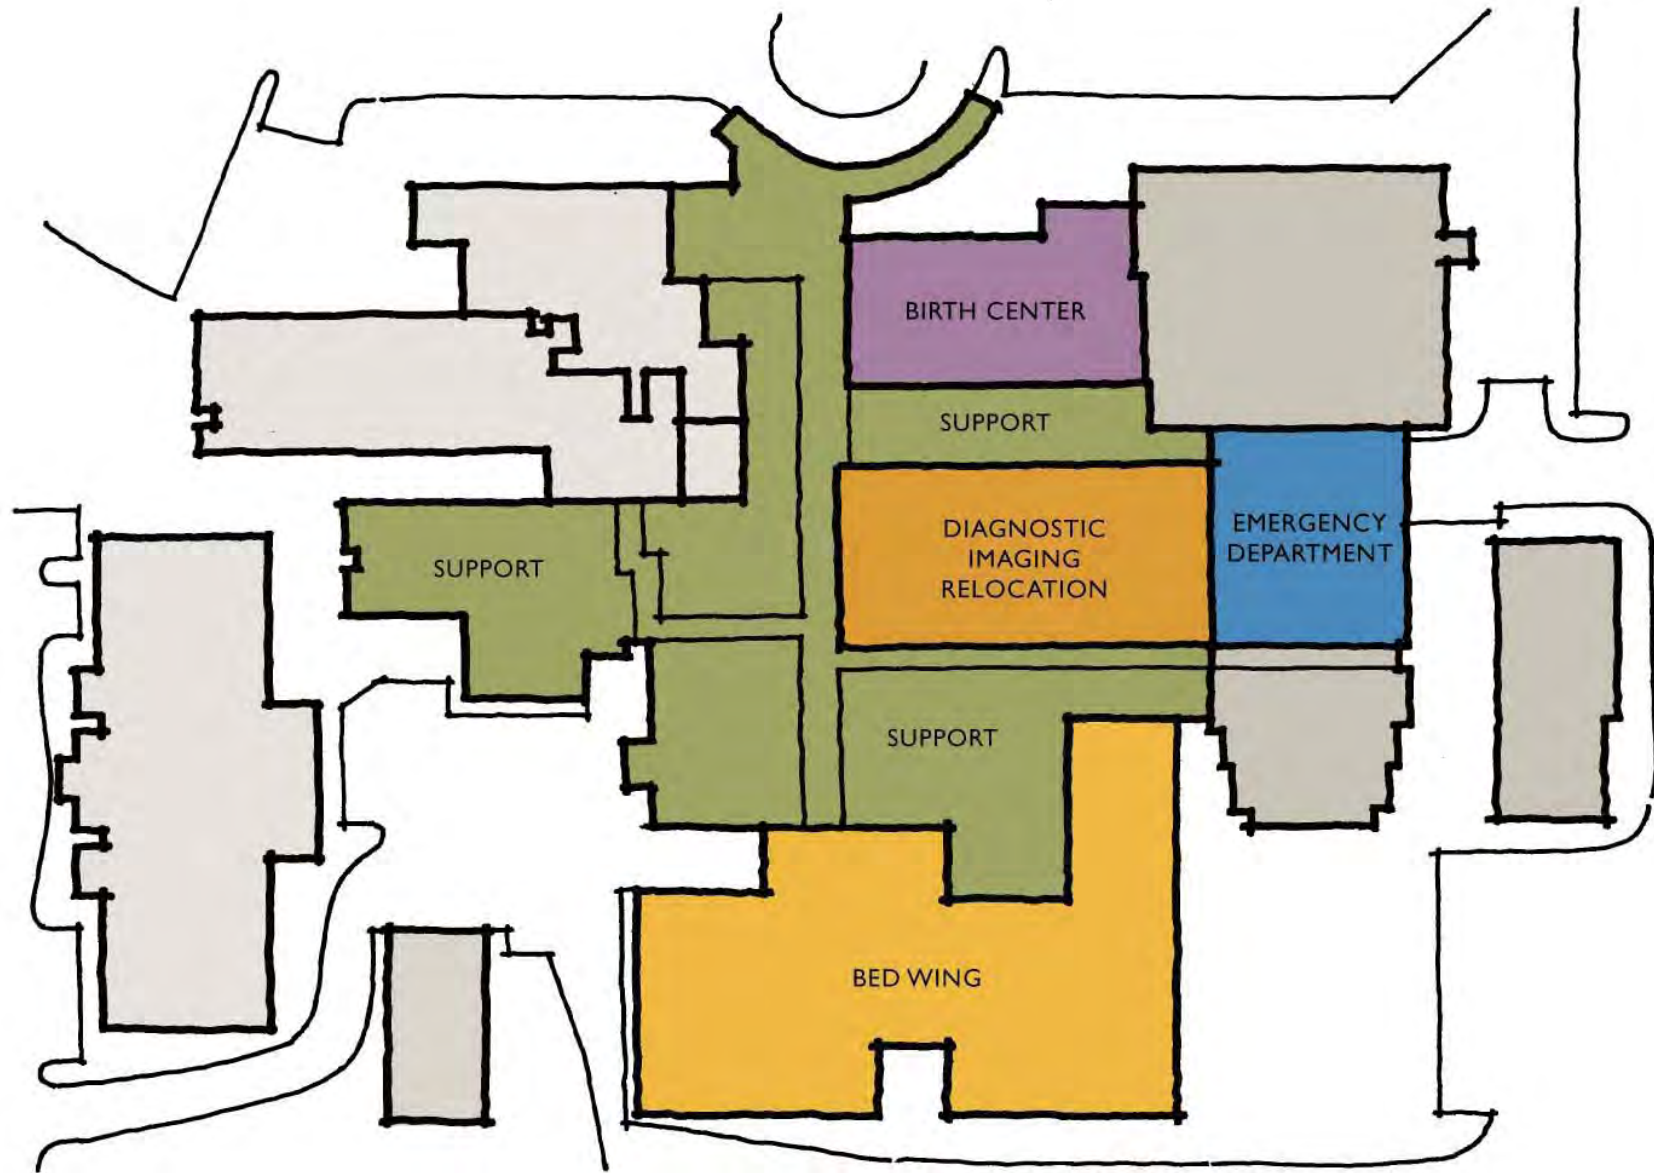 BIRTH CENTER
SUPPORT
DIAGNOSTIC
IMAGING
RELOCATION
EMERGENCY
DEPARTMENT
SUPPORT
SUPPORT
BED WING